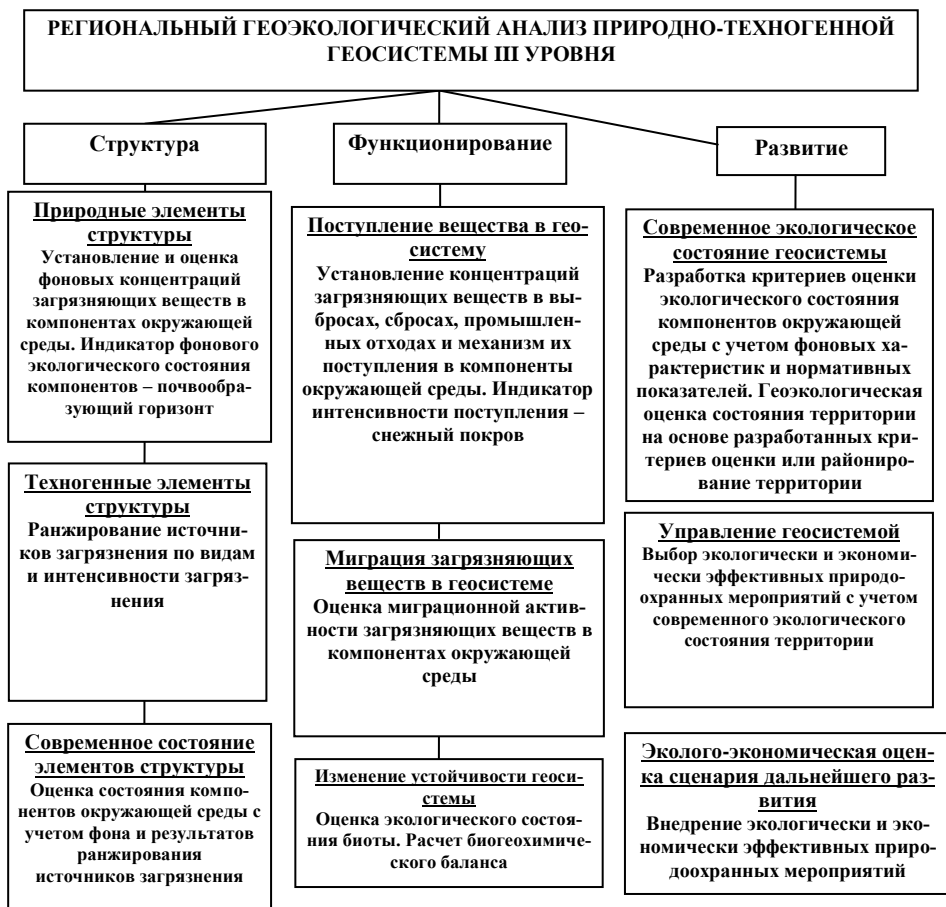 РЕГИОНАЛЬНЫЙ ГЕОЭКОЛОГИЧЕСКИЙ АНАЛИЗ ПРИРОДНО-ТЕХНОГЕННОЙ
ГЕОСИСТЕМЫ III УРОВНЯ
Структура
Природные элементы
структуры
Установление и оценка
фоновых концентраций
загрязняющих веществ в
компонентах окружающей
среды. Индикатор фонового
экологического состояния
компонентов – почвообра-
зующий горизонт
Техногенные элементы
структуры
Ранжирование источни-
ков загрязнения по видам
и интенсивности загряз-
нения
Современное состояние
элементов структуры
Оценка состояния компо-
нентов окружающей среды с
учетом фона и результатов
ранжирования
источников загрязнения
Функционирование
Поступление вещества в гео-
систему
Установление концентраций
загрязняющих веществ в вы-
бросах, сбросах, промышлен-
ных отходах и механизм их
поступления в компоненты
окружающей среды. Индикатор
интенсивности поступления –
снежный покров
Миграция загрязняющих
веществ в геосистеме
Оценка миграционной актив-
ности загрязняющих веществ в
компонентах окружающей
среды
Изменение устойчивости геоси-
стемы
Оценка экологического состоя-
ния биоты. Расчет биогеохими-
ческого баланса
Развитие
Современное экологическое
состояние геосистемы
Разработка критериев оценки
экологического состояния
компонентов окружающей
среды с учетом фоновых ха-
рактеристик и нормативных
показателей. Геоэкологическая
оценка состояния территории
на основе разработанных кри-
териев оценки или райониро-
вание территории
Управление геосистемой
Выбор экологически и экономи-
чески эффективных природо-
охранных мероприятий с учетом
современного экологического
состояния территории
Эколого-экономическая оцен-
ка сценария дальнейшего раз-
вития
Внедрение экологически и эко-
номически эффективных приро-
доохранных мероприятий